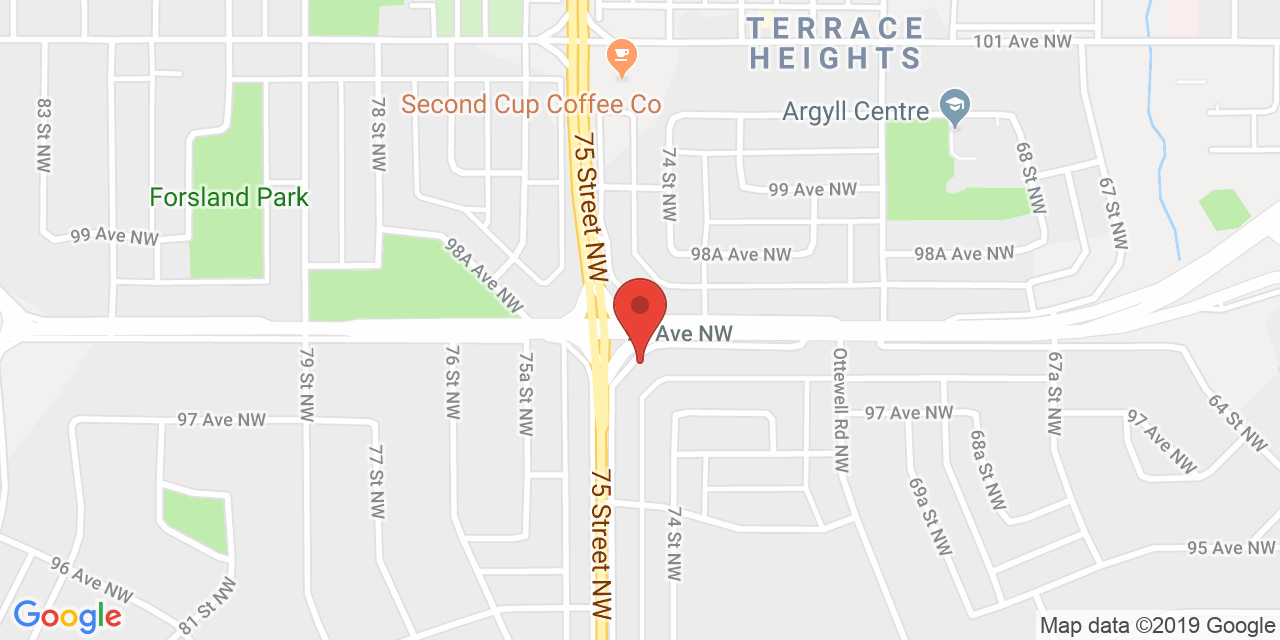 TERRACE
HEIGHTS
101 Ave NW
Second Cup Coffee Co
Argyll Centre
83 St NW
78 St NW
75 Street NW
74 St NW
68 St NW
67 St NW
99 Ave NW
Forsland Park
99 Ave NW
98A Ave NW
98A Ave NW
98A Ave NW
Ave NW
79 St NW
76 St NW
75a St NW
Ottewell Rd NW
67a St NW
64 St NW
97 Ave NW
97 Ave NW
97 Ave NW
77 St NW
68a St NW
69a St NW
75 Street NW
74 St NW
95 Ave NW
96 Ave NW
81 St NW
Google
Map data ©2019 Google